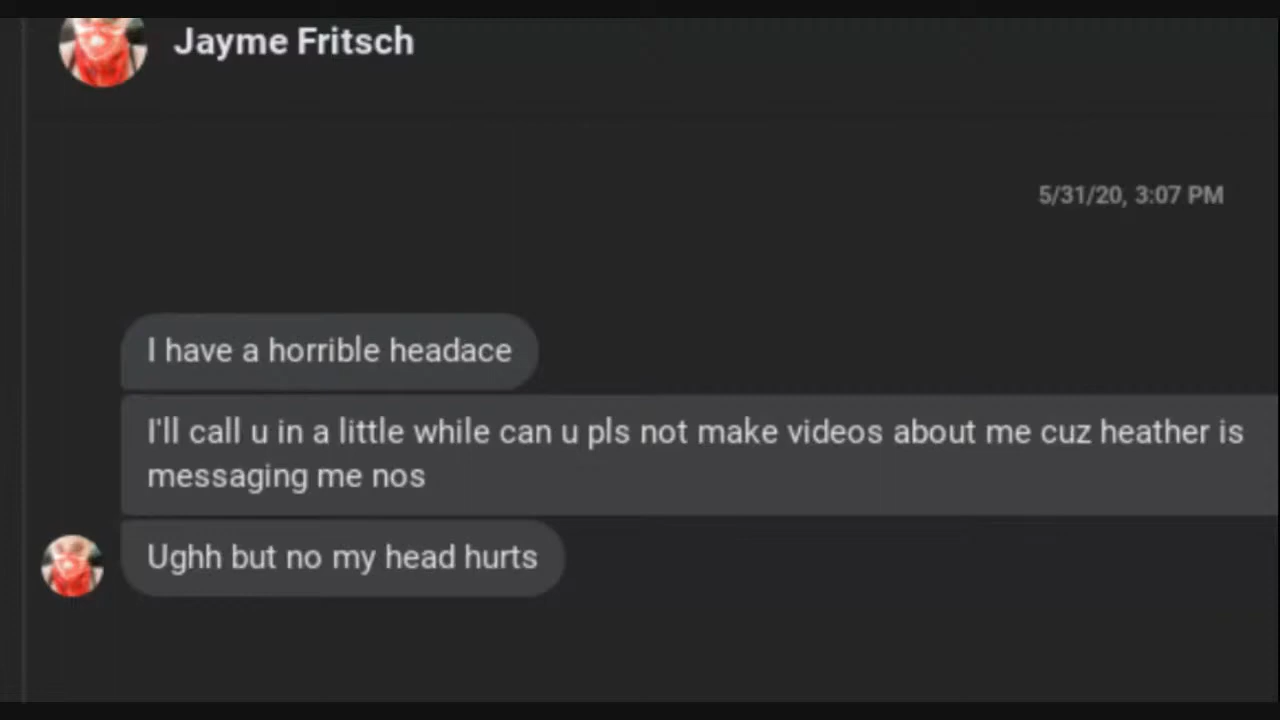 Jayme Fritsch
5/31/20, 3:07 PM
I have a horrible headace
I'll call u in a little while can u pls not make videos about me cuz heather is
messaging me nos
Ughh but no my head hurts